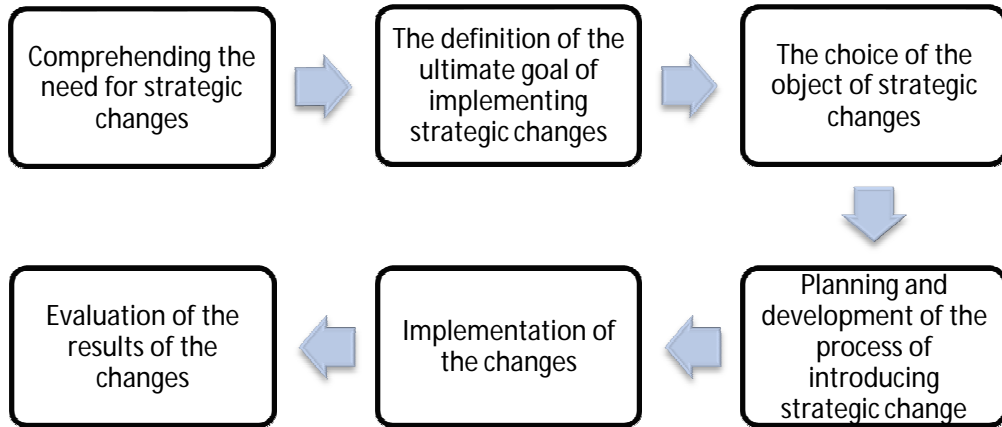 Comprehending the
need for strategic
changes
The definition of the
ultimate goal of
implementing
strategic changes
The choice of the
object of strategic
changes
Planning and
development of the
process of
introducing
strategic change
Implementation of
the changes
Evaluation of the
results of the
changes